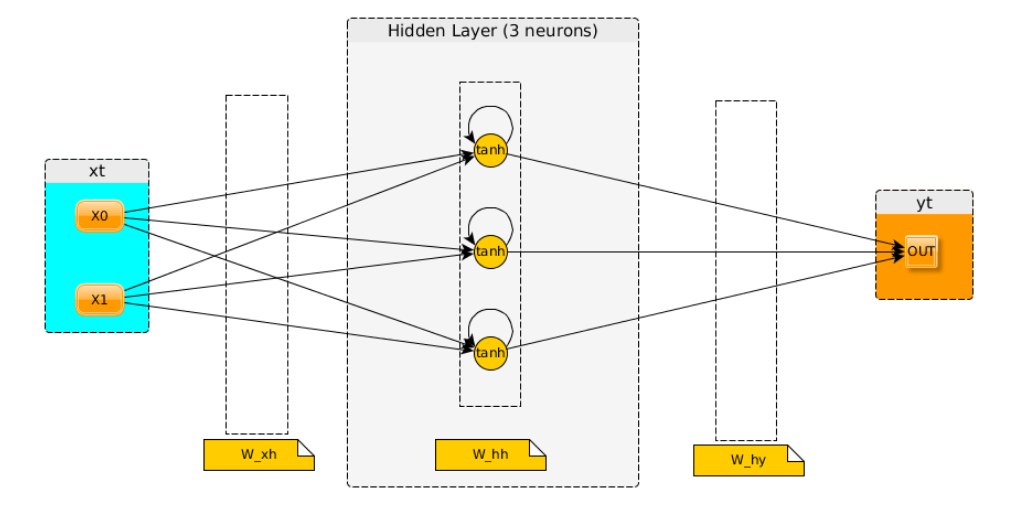 Hidden Layer (3 neurons)
xt
X0
X1
tanh
tanh
tanh
yt
OUT
W_xh
W_hh
W_hy